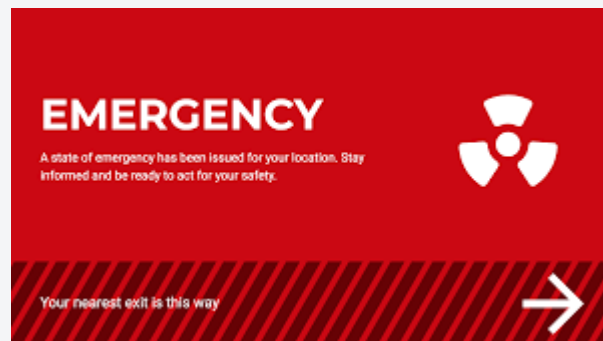 EMERGENCY
A state of emergency has been issued for your location. Stay
informed and be ready to act for your safety.
Your nearest exit is this way